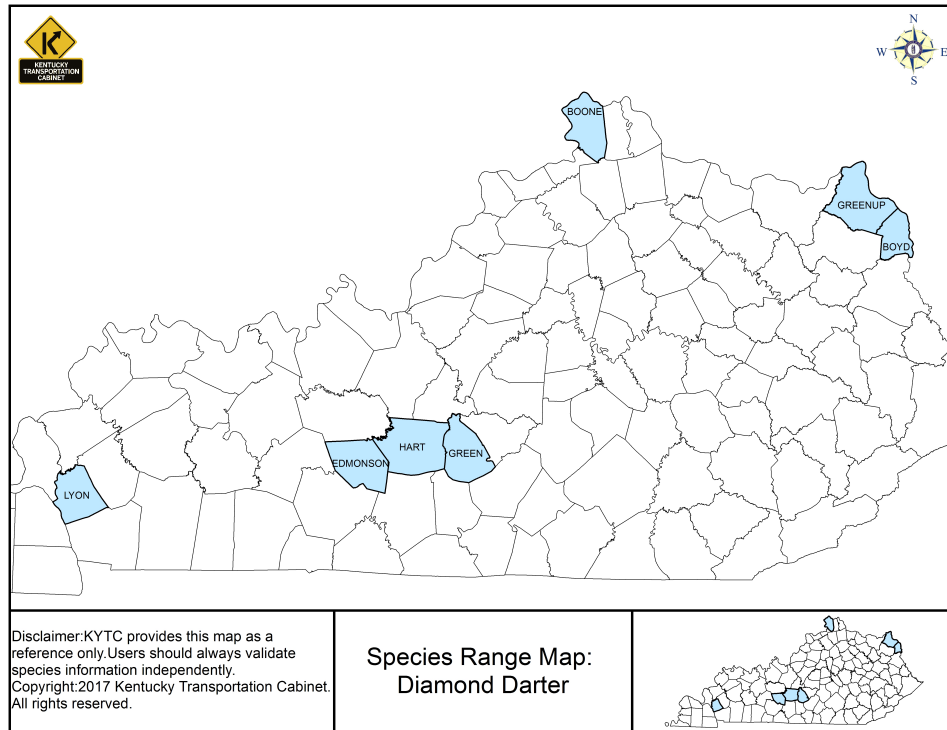 KENTUCKY
TRANSPORTATION
CABINET
N
W
E
S
BOONE
GREENUP
BOYD
HART
GREEN
EDMONSON
LYON
Disclaimer:KYTC provides this map as a
reference only.Users should always validate
species information independently.
Copyright:2017 Kentucky Transportation Cabinet.
All rights reserved.
Species Range Map:
Diamond Darter